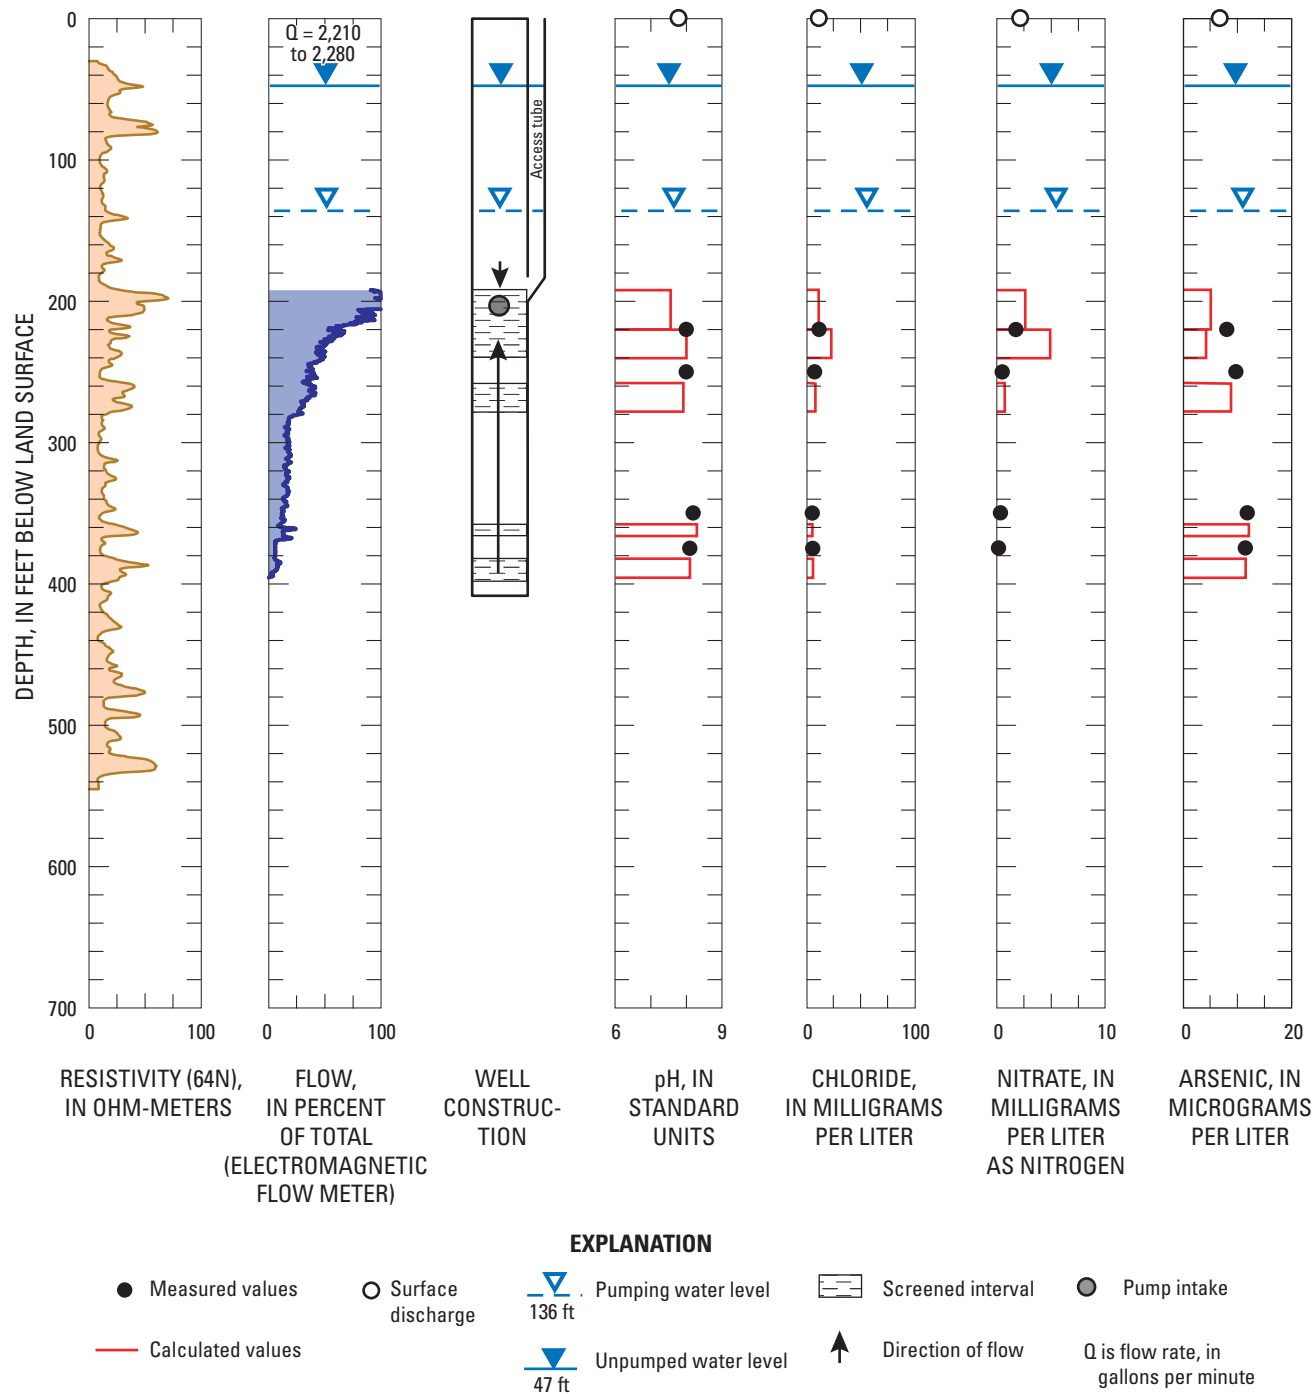 DEPTH, IN FEET BELOW LAND SURFACE
0
100
200
300
400
500
600
700
Q = 2,210
to 2,280
Access tube
0 100
0 100
6 9
0 100
0 10
0 20
RESISTIVITY (64N),
IN OHM-METERS
FLOW,
IN PERCENT
OF TOTAL
(ELECTROMAGNETIC
FLOW METER)
WELL
CONSTRUC-
TION
pH, IN
STANDARD
UNITS
CHLORIDE,
IN MILLIGRAMS
PER LITER
NITRATE, IN
MILLIGRAMS
PER LITER
AS NITROGEN
ARSENIC, IN
MICROGRAMS
PER LITER
EXPLANATION
Measured values
Calculated values
Surface
discharge
Pumping water level
136 ft
Unpumped water level
47 ft
Screened interval
Direction of flow
Pump intake
Q is flow rate, in
gallons per minute